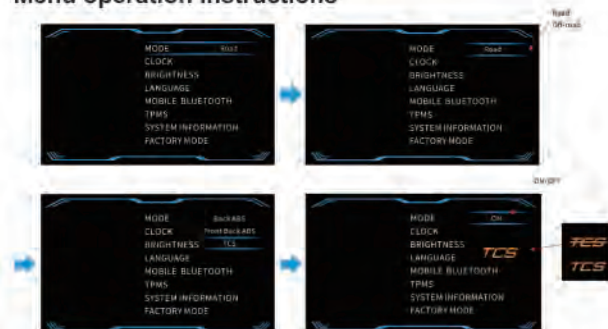 Menu operation instructions
Road
Off-road
MODE Road
CLOCK
BRIGHTNESS
LANGUAGE
MOBILE BLUETOOTH
TPMS
SYSTEM INFORMATION
FACTORY MODE
MODE Road
CLOCK
BRIGHTNESS
LANGUAGE
MOBILE BLUETOOTH
TPMS
SYSTEM INFORMATION
FACTORY MODE
ON/OFF
MODE Back ABS
CLOCK Front Back ABS
BRIGHTNESS TCS
LANGUAGE
MOBILE BLUETOOTH
TPMS
SYSTEM INFORMATION
FACTORY MODE
MODE ON
CLOCK
BRIGHTNESS
TCS
LANGUAGE
MOBILE BLUETOOTH
TPMS
SYSTEM INFORMATION
FACTORY MODE
TCS
TCS